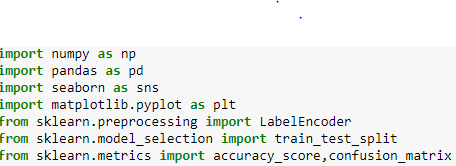 import numpy as np
import pandas as pd
import seaborn as sns
import matplotlib.pyplot as plt
from sklearn.preprocessing import LabelEncoder
from sklearn.model_selection import train_test_split
from sklearn.metrics import accuracy_score,confusion_matrix